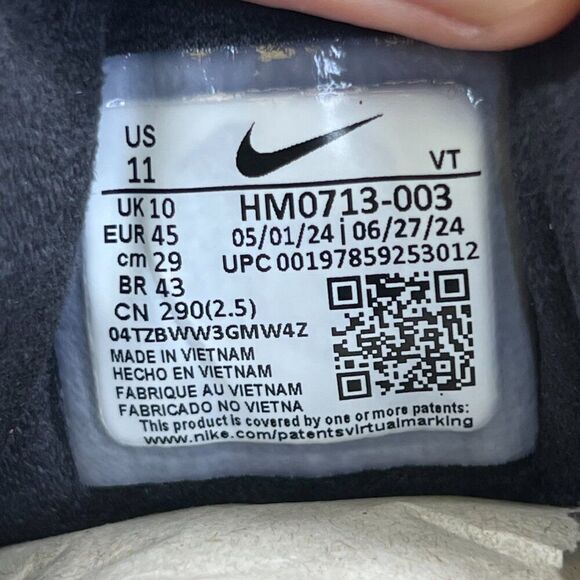 US
11
VT
UK 10
HM0713-003
EUR 45
05/01/24 | 06/27/24
cm 29
UPC 00197859253012
BR 43
CN 290(2.5)
04TZBWW3GMW4Z
MADE IN VIETNAM
HECHO EN VIETNAM
FABRIQUE AU VIETNAM
FABRICADO NO VIETNA
This product is covered by one or more patents:
www.nike.com/patentsvirtualmarking